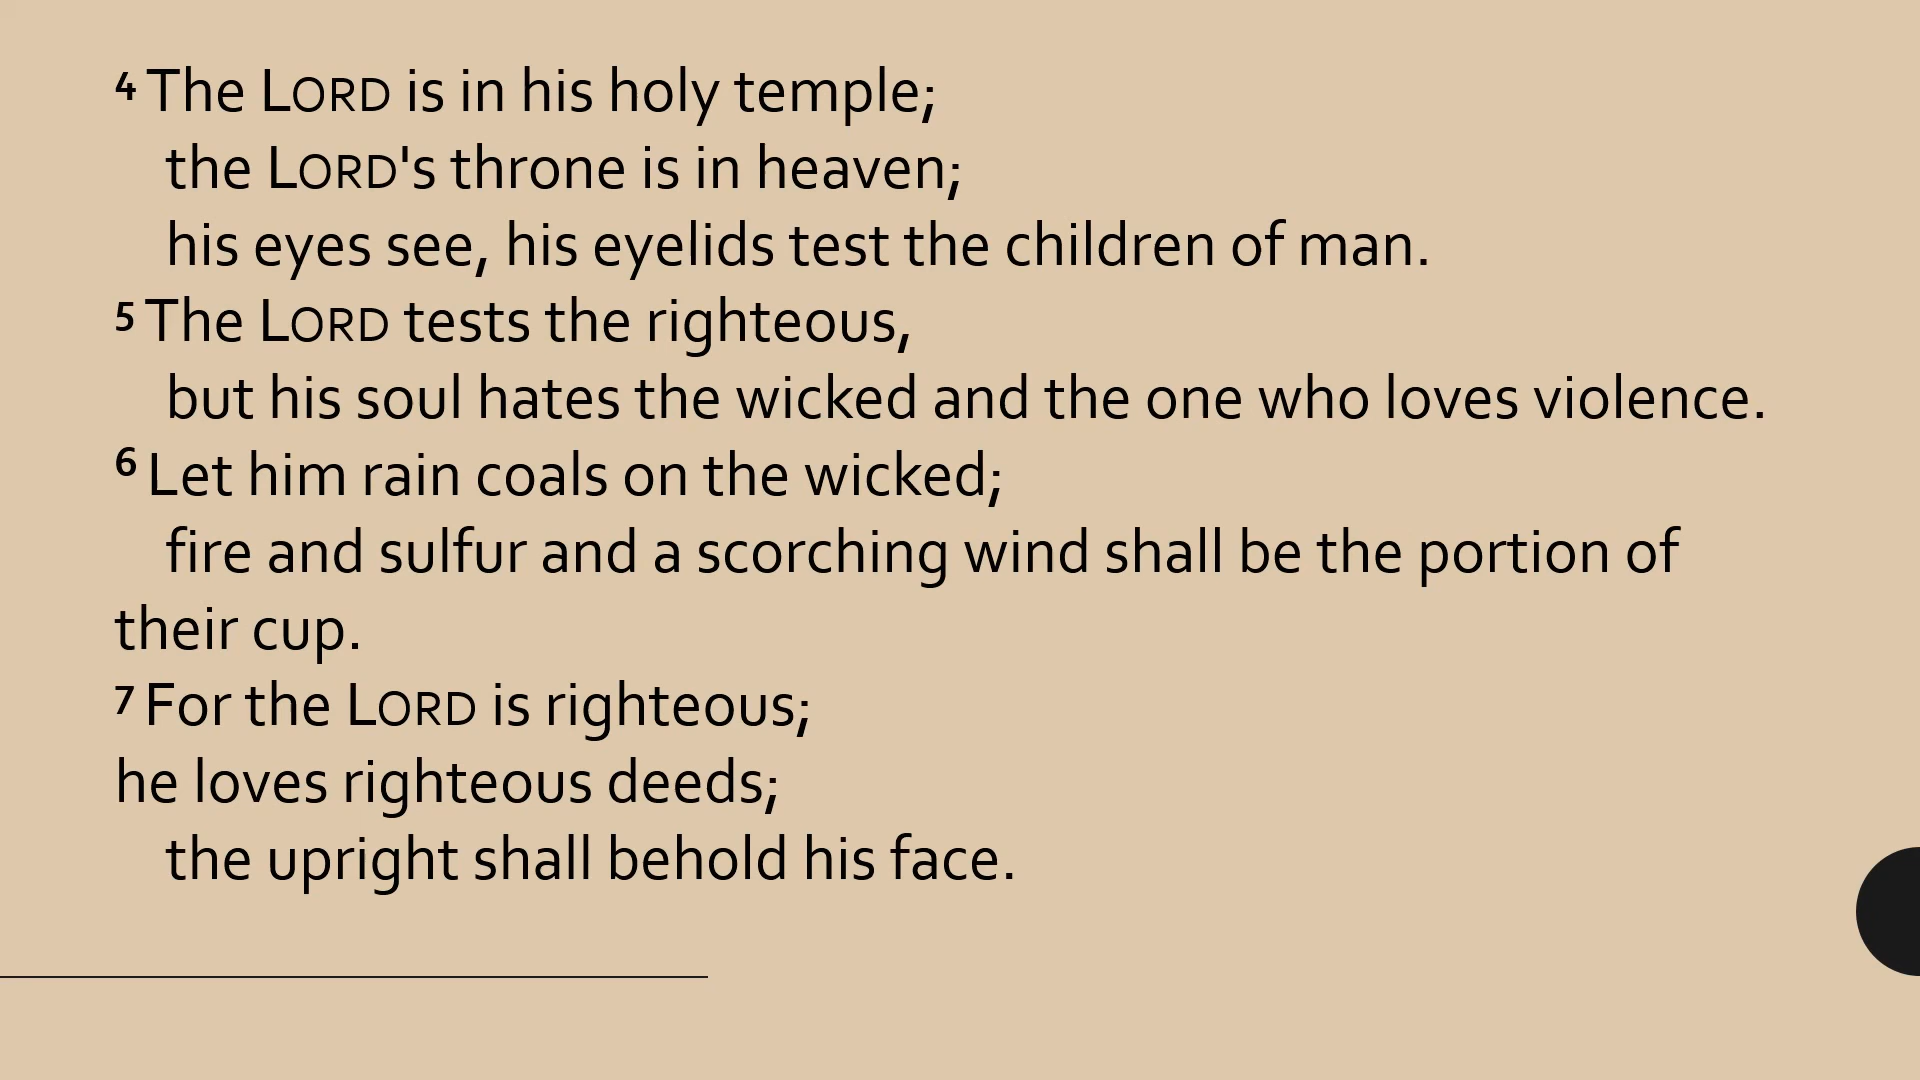 4 The LORD is in his holy temple;
the LORD's throne is in heaven;
his eyes see, his eyelids test the children of man.
5 The LORD tests the righteous,
but his soul hates the wicked and the one who loves violence.
6 Let him rain coals on the wicked;
fire and sulfur and a scorching wind shall be the portion of
their cup.
7 For the LORD is righteous;
he loves righteous deeds;
the upright shall behold his face.